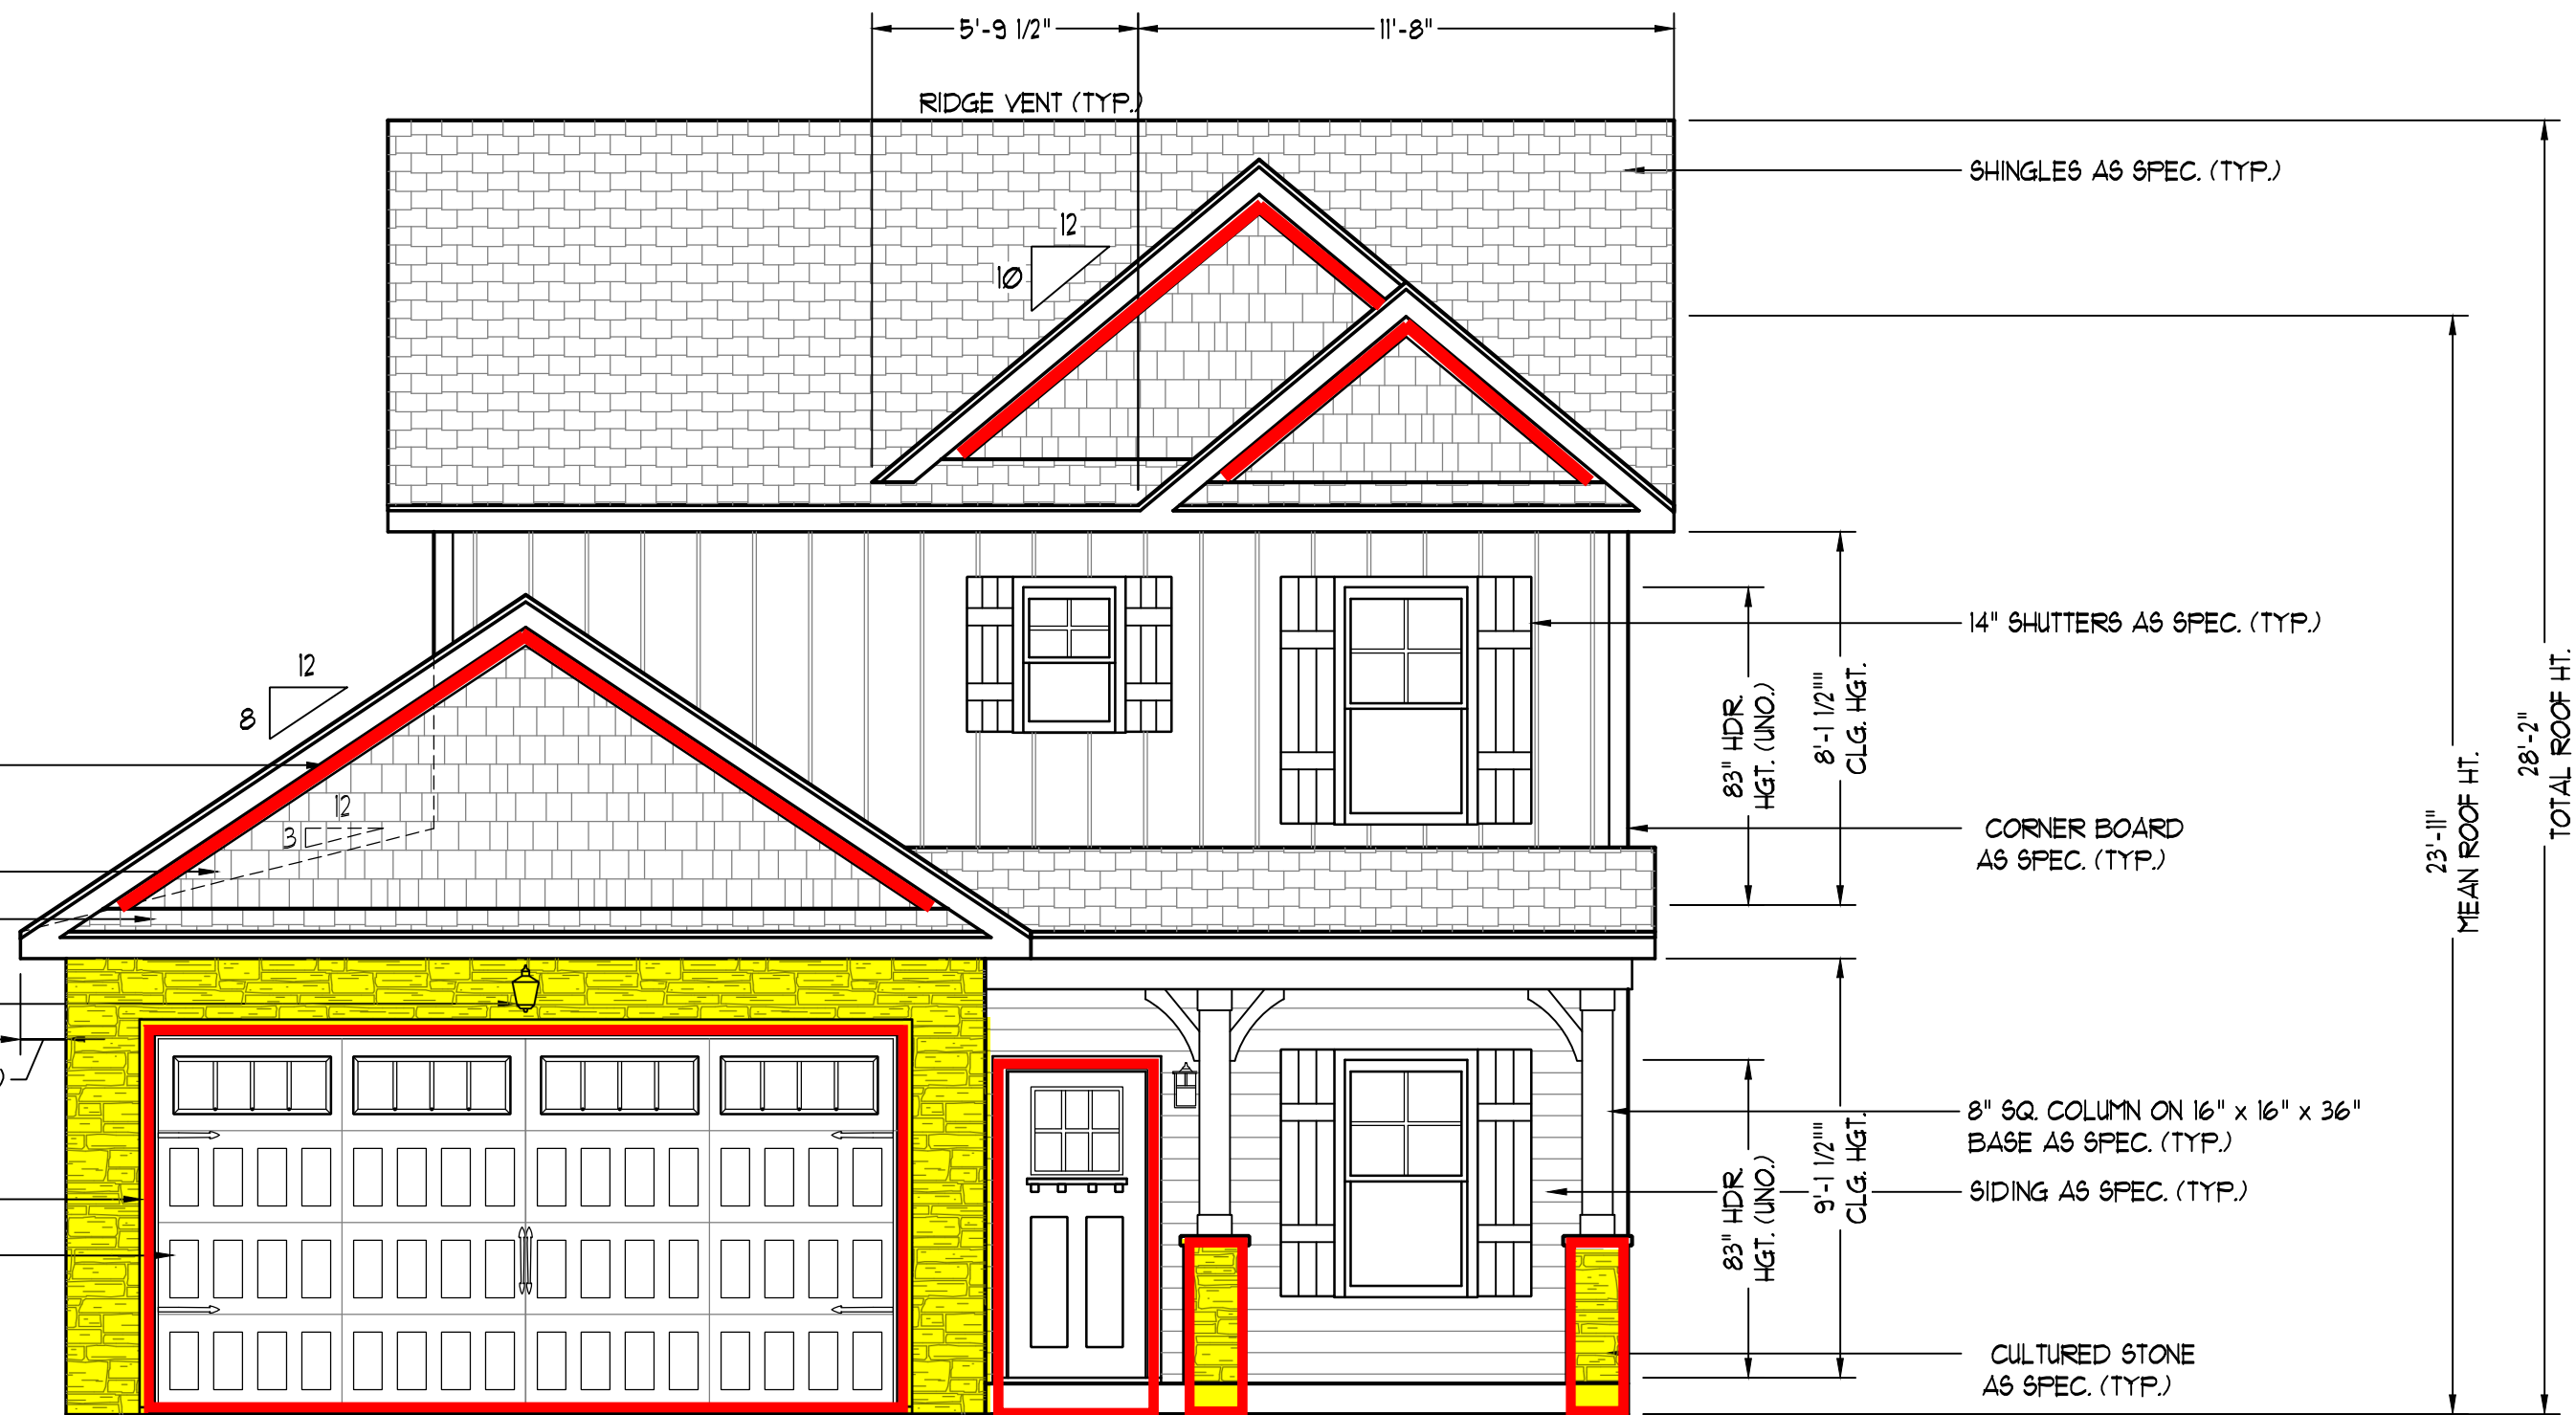 5'-9 1/2"
11'-8"
RIDGE VENT (TYP.)
SHINGLES AS SPEC. (TYP.)
12
10
14" SHUTTERS AS SPEC. (TYP.)
12
8
83" HDR.
HGT. (UNO.)
8'-1 1/2""
CLG. HGT.
28'-2"
TOTAL ROOF HT.
23'-11"
MEAN ROOF HT.
12
3
CORNER BOARD
AS SPEC. (TYP.)
)
8" SQ. COLUMN ON 16" x 16" x 36"
BASE AS SPEC. (TYP.)
SIDING AS SPEC. (TYP.)
83" HDR.
HGT. (UNO.)
9'-1 1/2""
CLG. HGT.
CULTURED STONE
AS SPEC. (TYP.)